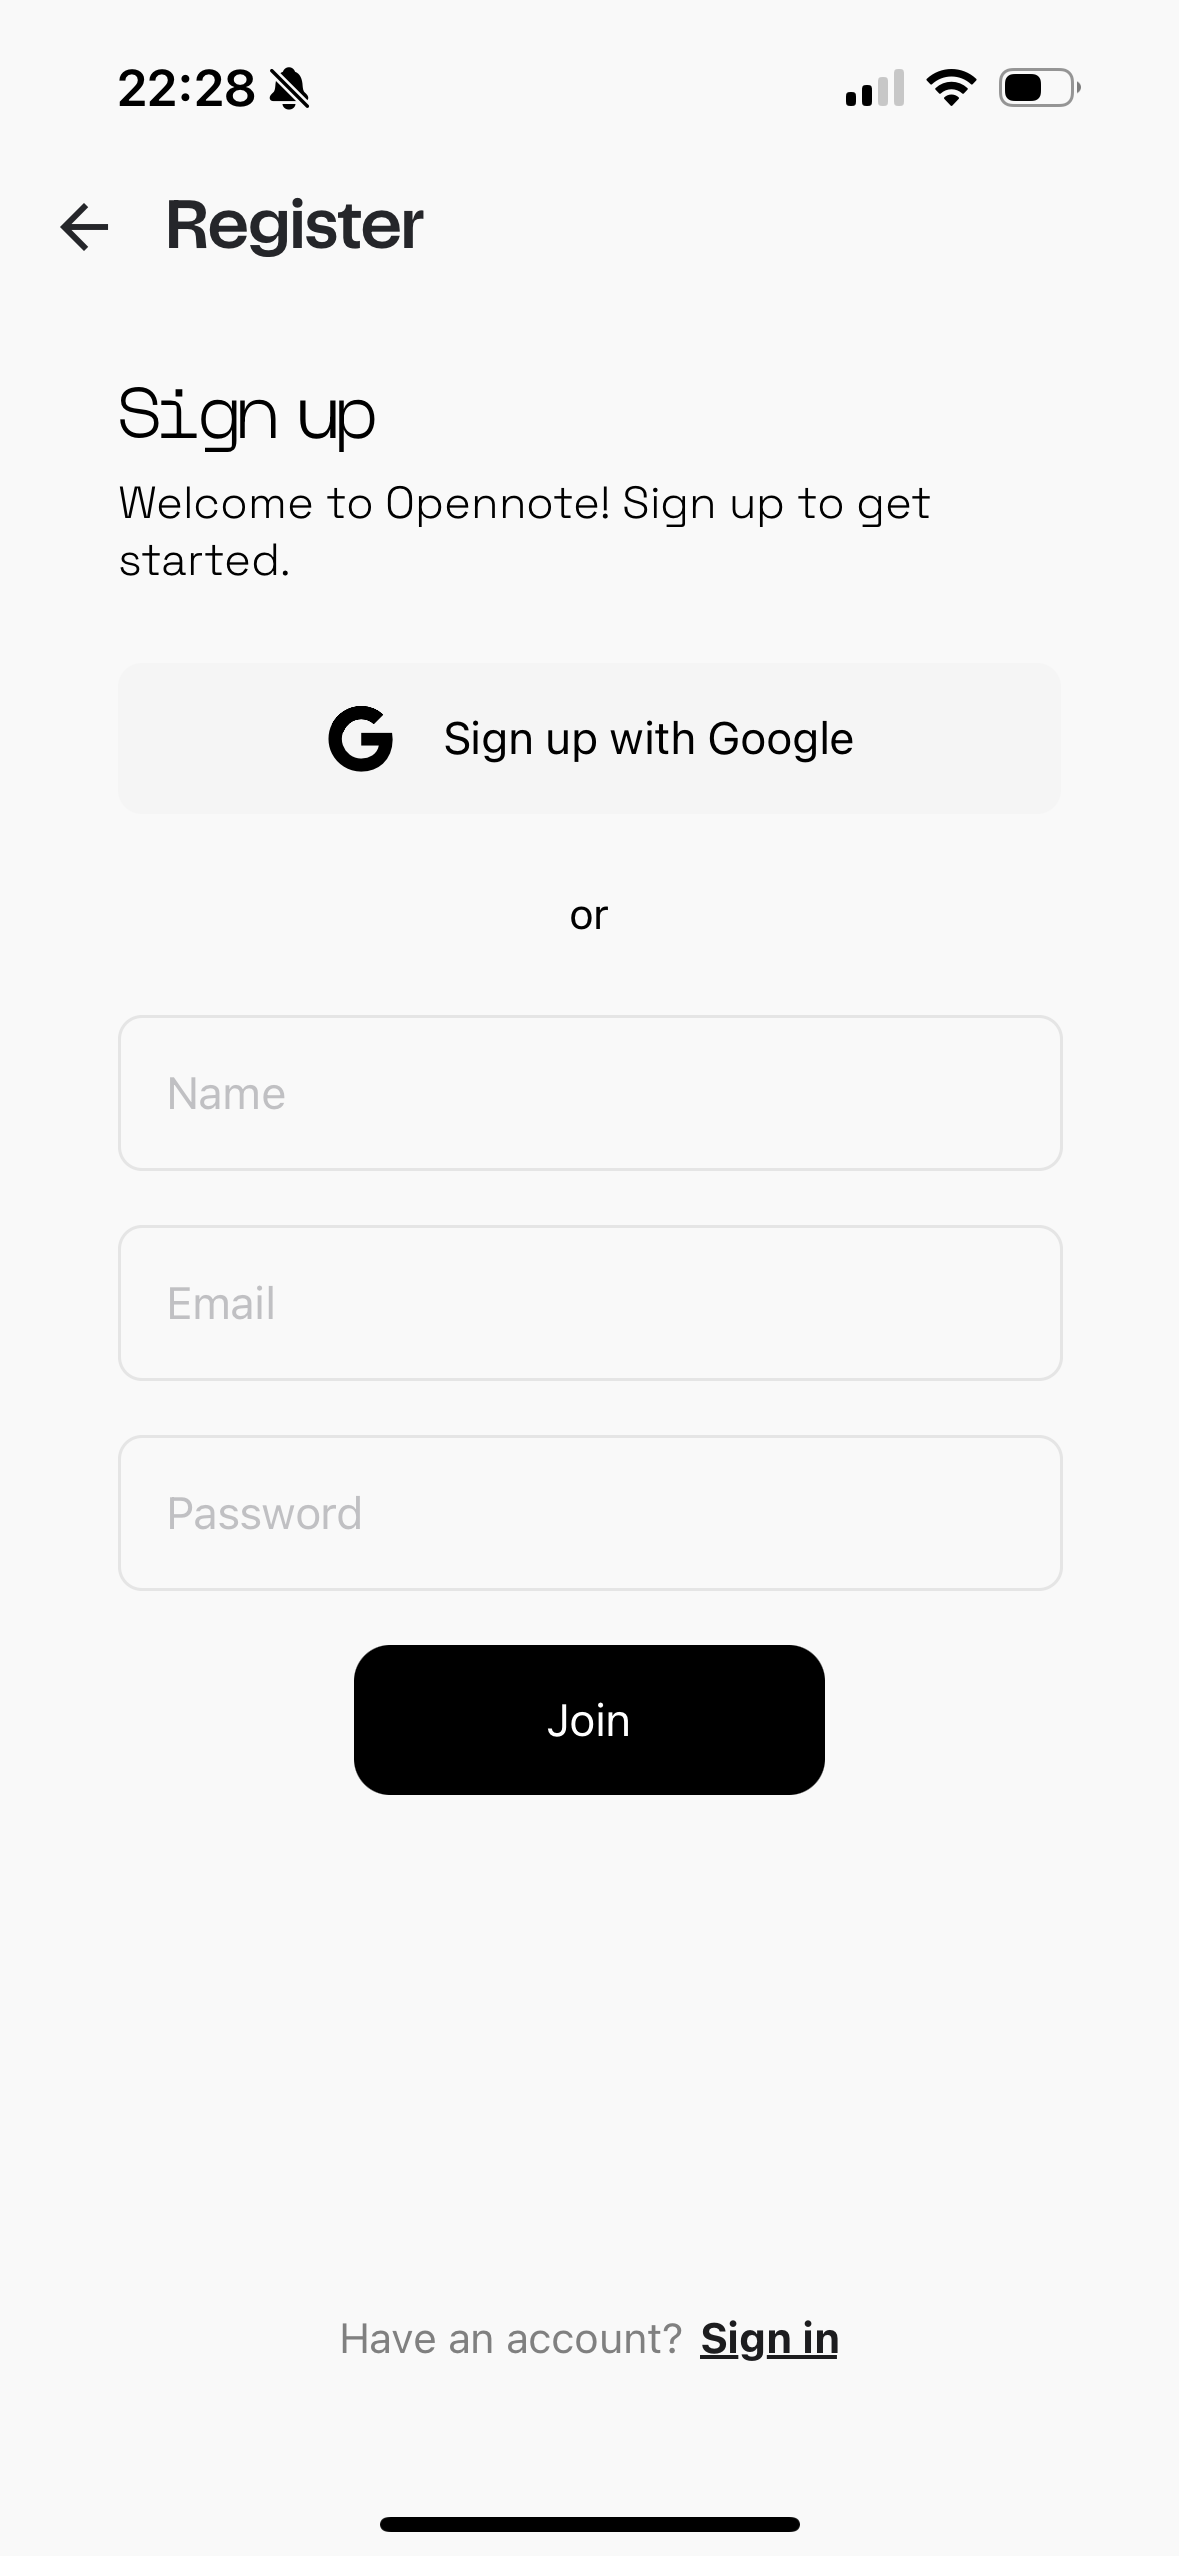 22:28
Register
Sign up
Welcome to Opennote! Sign up to get
started.
Sign up with Google
or
Name
Email
Password
Join
Have an account? Sign in